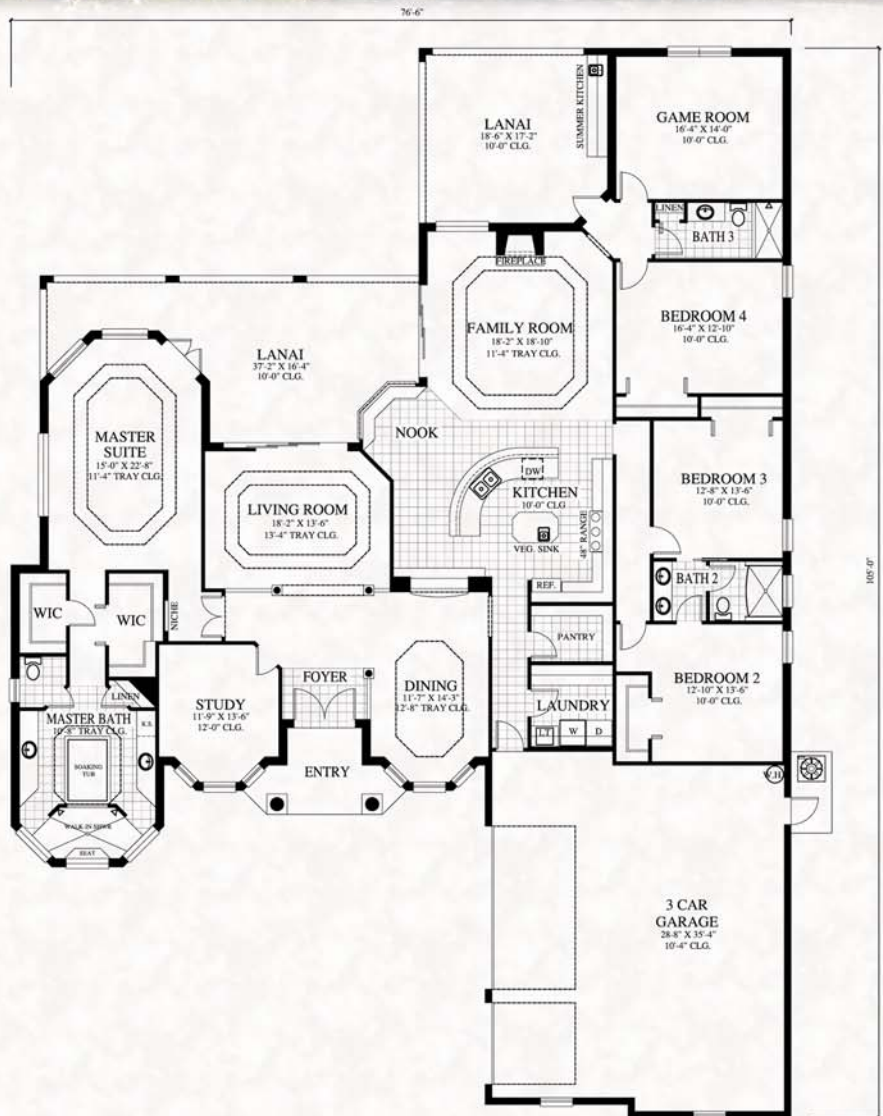 76'-6"
105'-0"
LANAI
18'-6" X 17'-2"
10'-0" CLG.
SUMMER KITCHEN
GAME ROOM
16'-4" X 14'-0"
10'-0" CLG.
LINEN
BATH 3
FIREPLACE
FAMILY ROOM
18'-2" X 18'-10"
11'-4" TRAY CLG.
BEDROOM 4
16'-4" X 12'-10"
10'-0" CLG.
LANAI
37'-2" X 16'-4"
10'-0" CLG.
MASTER
SUITE
15'-0" X 22'-8"
11'-4" TRAY CLG.
NOOK
DW
KITCHEN
10'-0" CLG
VEG. SINK
48" RANGE
REF.
BEDROOM 3
12'-8" X 13'-6"
10'-0" CLG.
LIVING ROOM
18'-2" X 13'-6"
13'-4" TRAY CLG.
BATH 2
WIC
WIC
NICHE
PANTRY
FOYER
STUDY
11'-9" X 13'-6"
12'-0" CLG.
DINING
11'-7" X 14'-3"
12'-8" TRAY CLG.
LAUNDRY
LT
W
D
BEDROOM 2
12'-10" X 13'-6"
10'-0" CLG.
LINEN
MASTER BATH
10'-8" TRAY CLG.
K.S.
SOAKING
TUB
WALK-IN SHWR
SEAT
ENTRY
W.H.
3 CAR
GARAGE
28'-8" X 35'-4"
10'-4" CLG.